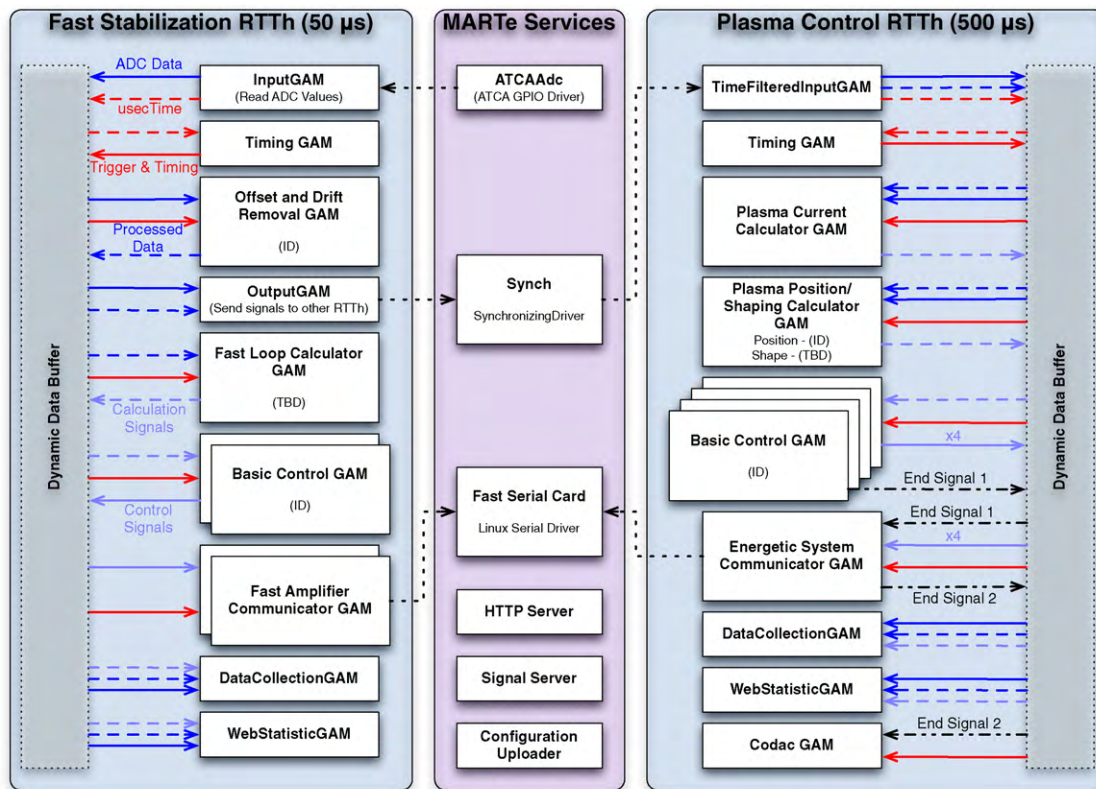 Fast Stabilization RTTh (50 µs)
Dynamic Data Buffer
ADC Data
usecTime
Trigger & Timing
Processed
Data
Calculation
Signals
Control
Signals
InputGAM
(Read ADC Values)
Timing GAM
Offset and Drift
Removal GAM
(ID)
OutputGAM
(Send signals to other RTTh)
Fast Loop Calculator
GAM
(TBD)
Basic Control GAM
(ID)
Fast Amplifier
Communicator GAM
DataCollectionGAM
WebStatisticGAM
MARTe Services
ATCAAdc
(ATCA GPIO Driver)
Synch
SynchronizingDriver
Fast Serial Card
Linux Serial Driver
HTTP Server
Signal Server
Configuration
Uploader
Plasma Control RTTh (500 µs)
TimeFilteredInputGAM
Timing GAM
Plasma Current
Calculator GAM
Plasma Position/
Shaping Calculator
GAM
Position - (ID)
Shape - (TBD)
Basic Control GAM
(ID)
Energetic System
Communicator GAM
DataCollectionGAM
WebStatisticGAM
Codac GAM
x4
End Signal 1
End Signal 1
x4
End Signal 2
End Signal 2
Dynamic Data Buffer